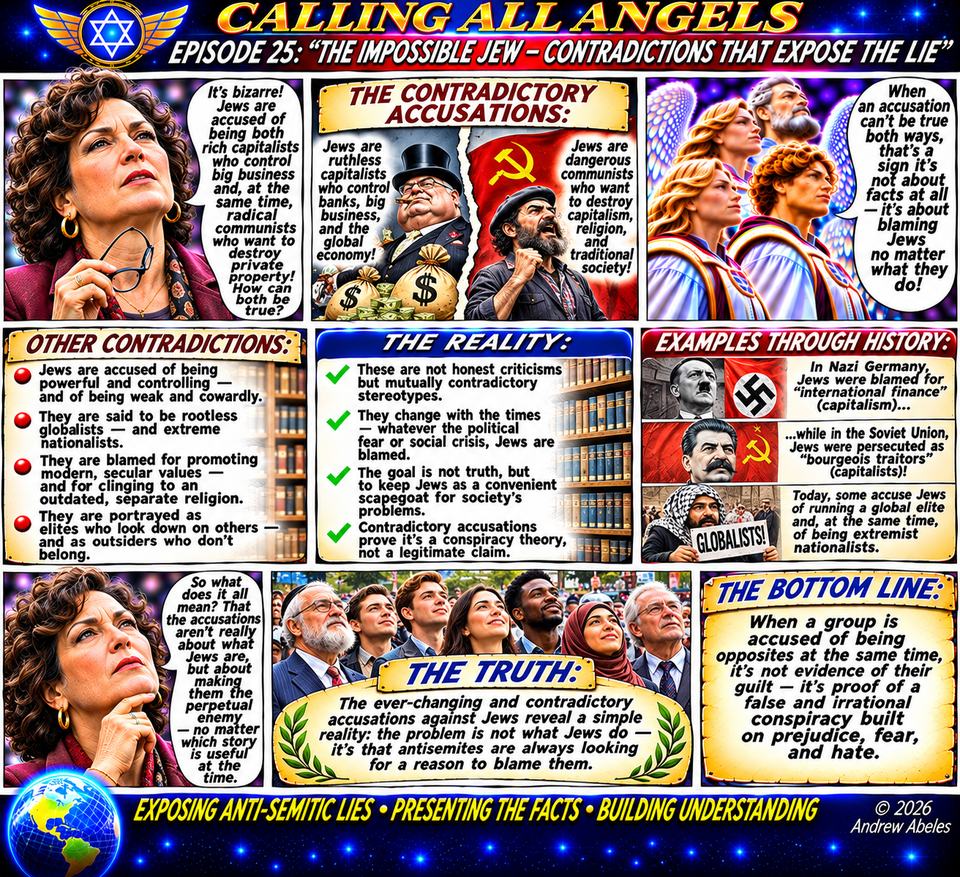 CALLING ALL ANGELS
EPISODE 25: “THE IMPOSSIBLE JEW – CONTRADICTIONS THAT EXPOSE THE LIE”
It’s bizarre!
Jews are
accused of
being both
rich capitalists
who control
big business
and, at the
same time,
radical
communists
who want to
destroy
private
property!
How can
both be
true?
THE CONTRADICTORY
ACCUSATIONS:
Jews are
ruthless
capitalists
who control
banks, big
business,
and the
global
economy!
$
$
Jews are
dangerous
communists
who want
to destroy
capitalism,
religion,
and
traditional
society!
When
an accusation
can’t be true
both ways,
that’s a
sign it’s
not about
facts at all
— it’s about
blaming
Jews
no matter
what they
do!
OTHER CONTRADICTIONS:
Jews are accused of being
powerful and controlling —
and of being weak and cowardly.
They are said to be rootless
globalists — and extreme
nationalists.
They are blamed for promoting
modern, secular values —
and for clinging to an
outdated, separate religion.
They are portrayed as
elites who look down on others —
and as outsiders who don’t
belong.
THE REALITY:
These are not honest criticisms
but mutually contradictory
stereotypes.
They change with the times
— whatever the political
fear or social crisis, Jews are
blamed.
The goal is not truth, but
to keep Jews as a convenient
scapegoat for society’s
problems.
Contradictory accusations
prove it’s a conspiracy theory,
not a legitimate claim.
EXAMPLES THROUGH HISTORY:
In Nazi Germany,
Jews were blamed for
“international finance”
(capitalism)...
...while in the Soviet Union,
Jews were persecuted as
“bourgeois traitors”
(capitalists)!
GLOBALISTS!
Today, some accuse Jews
of running a global elite
and, at the same time,
of being extremist
nationalists.
So what
does it all
mean? That
the accusations
aren’t really
about what
Jews are,
but about
making
them the
perpetual
enemy
— no matter
which story
is useful
at the
time.
THE TRUTH:
The ever-changing and contradictory
accusations against Jews reveal a simple
reality: the problem is not what Jews do —
it’s that antisemites are always looking
for a reason to blame them.
THE BOTTOM LINE:
When a group is
accused of being
opposites at the same time,
it’s not evidence of their
guilt — it’s proof of a
false and irrational
conspiracy built
on prejudice, fear,
and hate.
EXPOSING ANTI-SEMITIC LIES • PRESENTING THE FACTS • BUILDING UNDERSTANDING
© 2026
Andrew Abeles